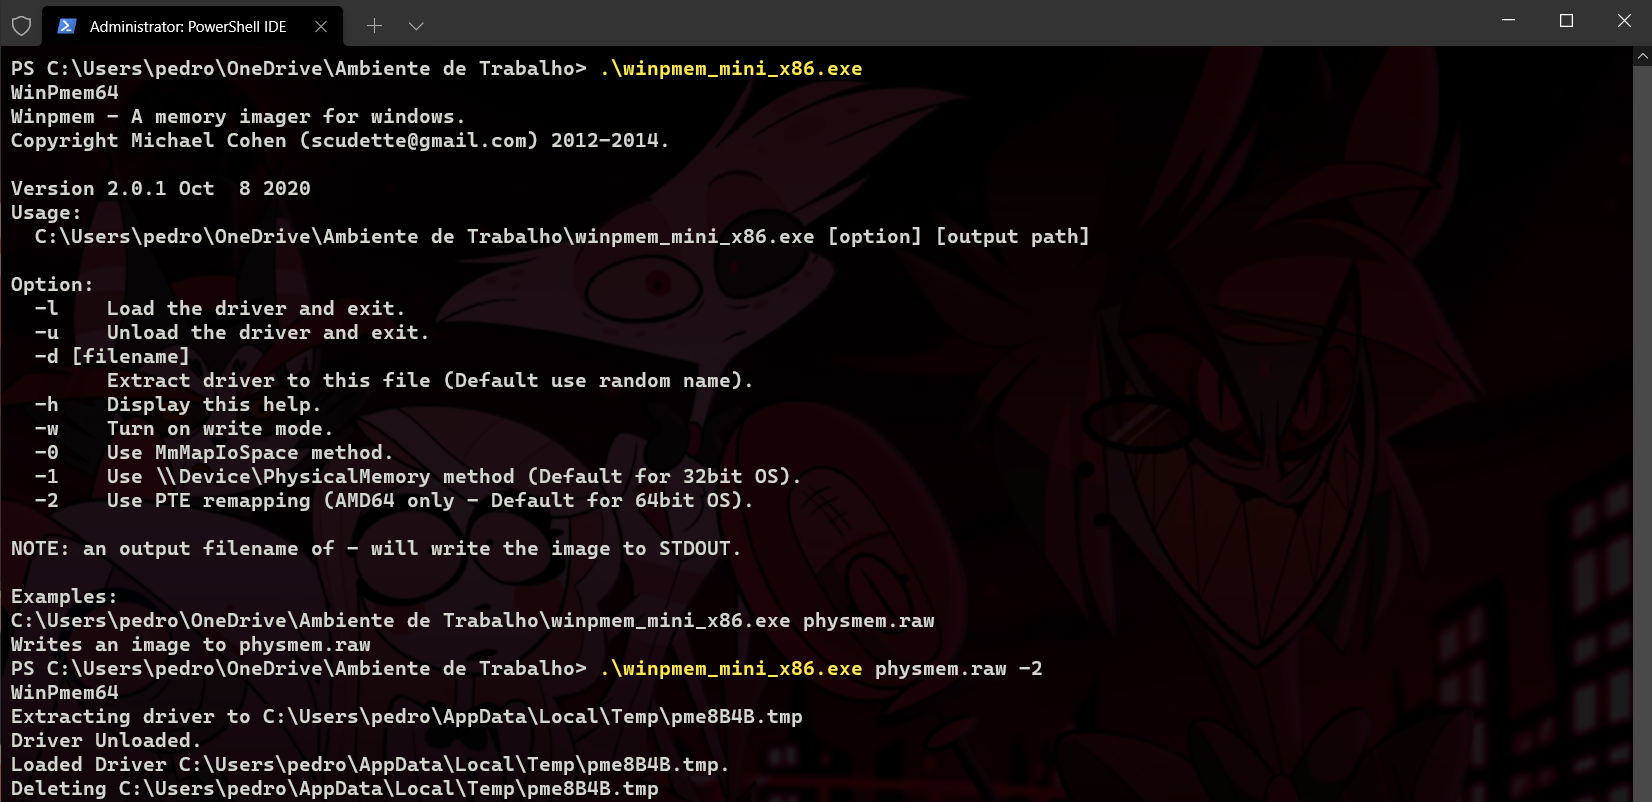 Administrator: PowerShell IDE
PS C:\Users\pedro\OneDrive\Ambiente de Trabalho> .\winpmem_mini_x86.exe
WinPmem64
Winpmem - A memory imager for windows.
Copyright Michael Cohen (scudette@gmail.com) 2012-2014.

Version 2.0.1 Oct  8 2020
Usage:
  C:\Users\pedro\OneDrive\Ambiente de Trabalho\winpmem_mini_x86.exe [option] [output path]

Option:
  -l    Load the driver and exit.
  -u    Unload the driver and exit.
  -d [filename]
        Extract driver to this file (Default use random name).
  -h    Display this help.
  -w    Turn on write mode.
  -0    Use MmMapIoSpace method.
  -1    Use \\Device\PhysicalMemory method (Default for 32bit OS).
  -2    Use PTE remapping (AMD64 only - Default for 64bit OS).

NOTE: an output filename of - will write the image to STDOUT.

Examples:
C:\Users\pedro\OneDrive\Ambiente de Trabalho\winpmem_mini_x86.exe physmem.raw
Writes an image to physmem.raw
PS C:\Users\pedro\OneDrive\Ambiente de Trabalho> .\winpmem_mini_x86.exe physmem.raw -2
WinPmem64
Extracting driver to C:\Users\pedro\AppData\Local\Temp\pme8B4B.tmp
Driver Unloaded.
Loaded Driver C:\Users\pedro\AppData\Local\Temp\pme8B4B.tmp.
Deleting C:\Users\pedro\AppData\Local\Temp\pme8B4B.tmp